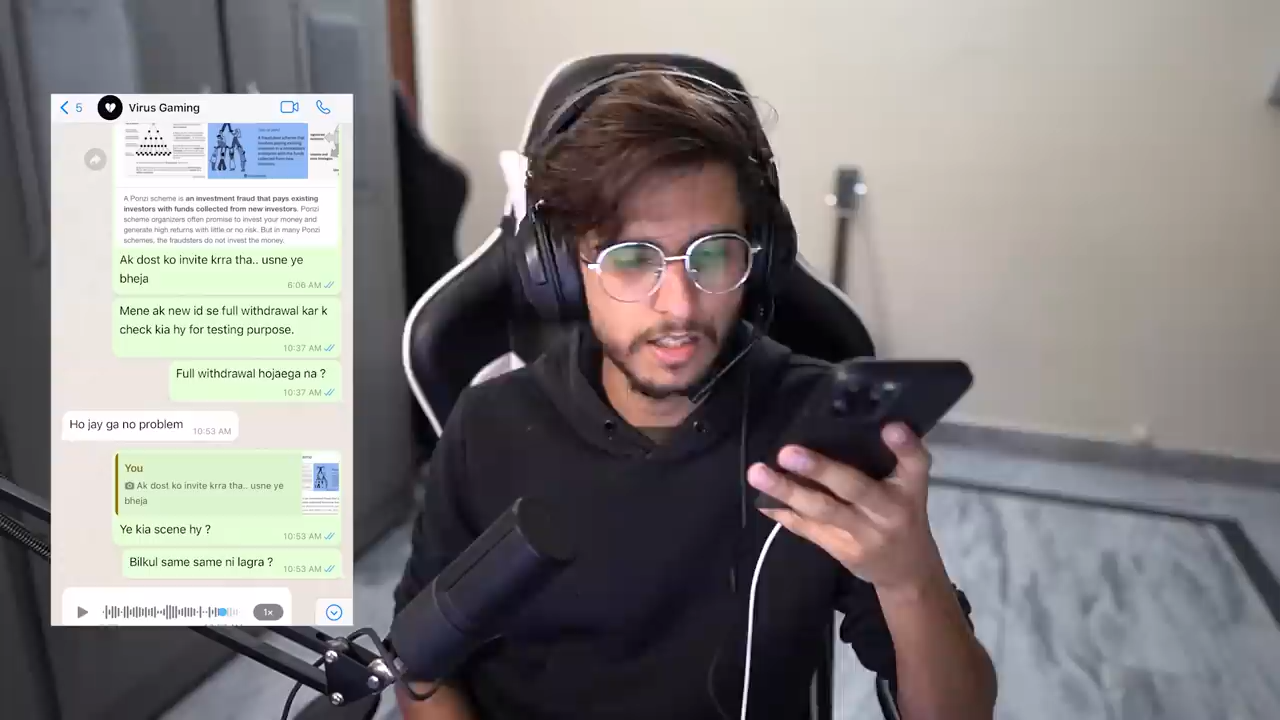 5
Virus Gaming
A Ponzi scheme is an investment fraud that pays existing
investors with funds collected from new investors. Ponzi
scheme organizers often promise to invest your money and
generate high returns with little or no risk. But in many Ponzi
schemes, the fraudsters do not invest the money.
Ak dost ko invite krra tha.. usne ye
bheja
6:06 AM
Mene ak new id se full withdrawal kar k
check kia hy for testing purpose.
10:37 AM
Full withdrawal hojaega na ?
10:37 AM
Ho jay ga no problem
10:53 AM
You
Ak dost ko invite krra tha.. usne ye
bheja
Ye kia scene hy ?
10:53 AM
Bilkul same same ni lagra ?
10:53 AM
1x